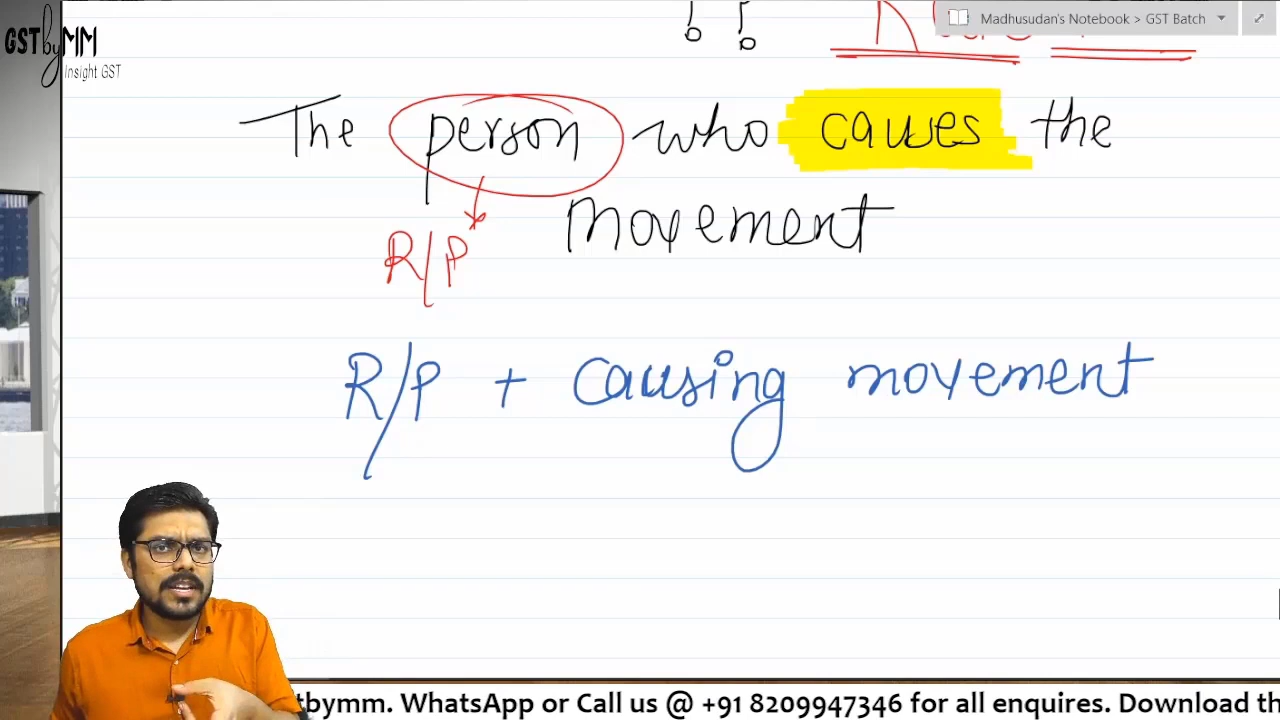 GSTbyMM
Insight GST
Madhusudan's Notebook > GST Batch
The person who causes the
movement
R/P
R/P + causing movement
tbymm. WhatsApp or Call us @ +91 8209947346 for all enquires. Download th